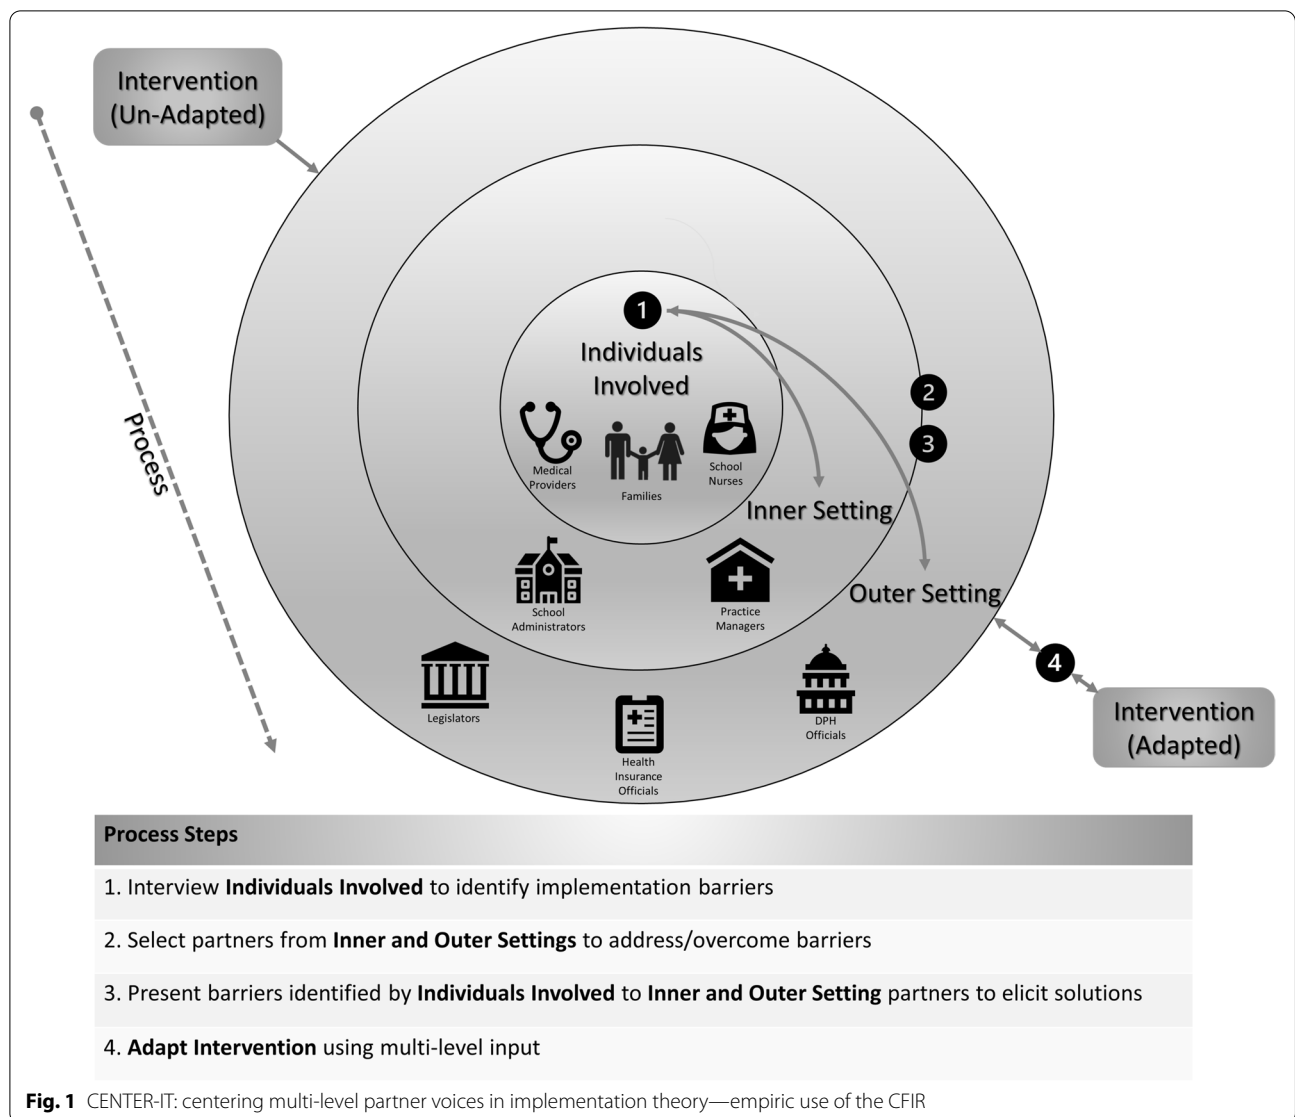 Intervention
(Un-Adapted)
Process
1
Individuals
Involved
2
3
Medical
Providers
Families
School
Nurses
Inner Setting
School
Administrators
Practice
Managers
Outer Setting
4
Legislators
Health
Insurance
Officials
DPH
Officials
Intervention
(Adapted)
Process Steps
1. Interview Individuals Involved to identify implementation barriers
2. Select partners from Inner and Outer Settings to address/overcome barriers
3. Present barriers identified by Individuals Involved to Inner and Outer Setting partners to elicit solutions
4. Adapt Intervention using multi-level input
Fig. 1 CENTER-IT: centering multi-level partner voices in implementation theory—empiric use of the CFIR